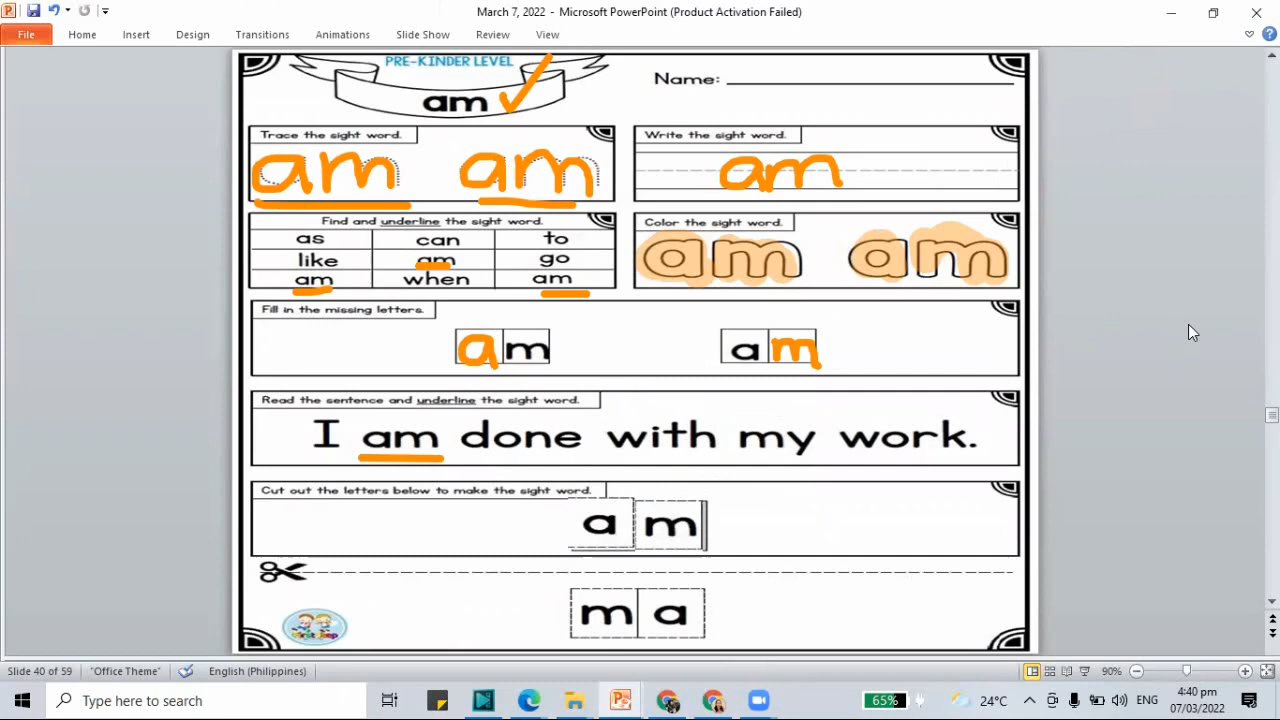 March 7, 2022 - Microsoft PowerPoint (Product Activation Failed)
File Home Insert Design Transitions Animations Slide Show Review View
PRE-KINDER LEVEL
am
Name:
Trace the sight word.
am am
Write the sight word.
am
Find and underline the sight word.
as can to
like am go
am when am
Color the sight word.
am am
Fill in the missing letters.
am am
Read the sentence and underline the sight word.
I am done with my work.
Cut out the letters below to make the sight word.
a m
m a
Slide 40 of 59 "Office Theme" English (Philippines) 90%
Type here to search
65% 24°C ENG 4:40 pm
07/03/2022